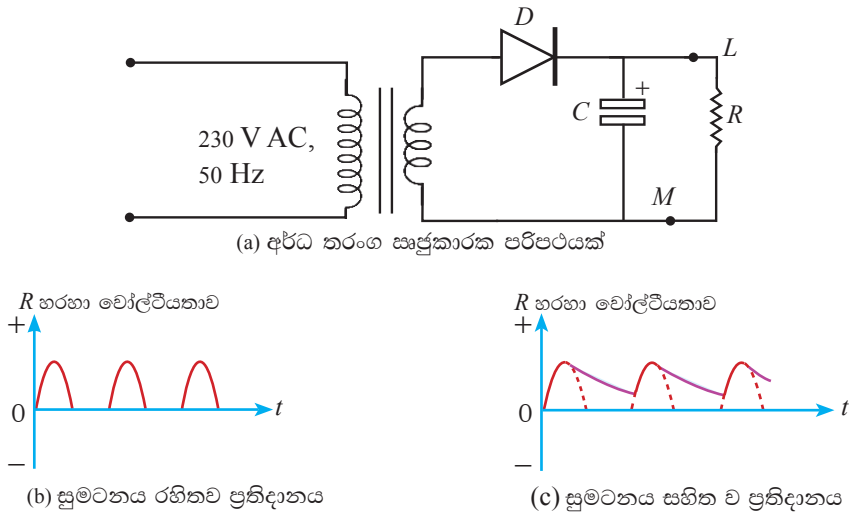 D
L
+
C
R
230 V AC,
50 Hz
M
(a) අර්ධ තරංග ඍජුකාරක පරිපථයක්
R හරහා වෝල්ටීයතාව
+
0
t
−
(b) සුමටනය රහිතව ප්‍රතිදානය
R හරහා වෝල්ටීයතාව
+
0
t
−
(c) සුමටනය සහිත ව ප්‍රතිදානය